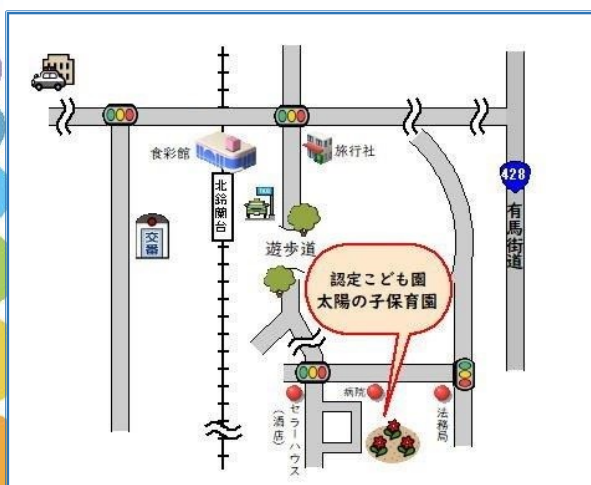 食彩館
旅行社
北鈴蘭台
TAXI
428
有馬街道
交番
遊歩道
認定こども園
太陽の子保育園
セラーハウス
(酒店)
病院
法務局